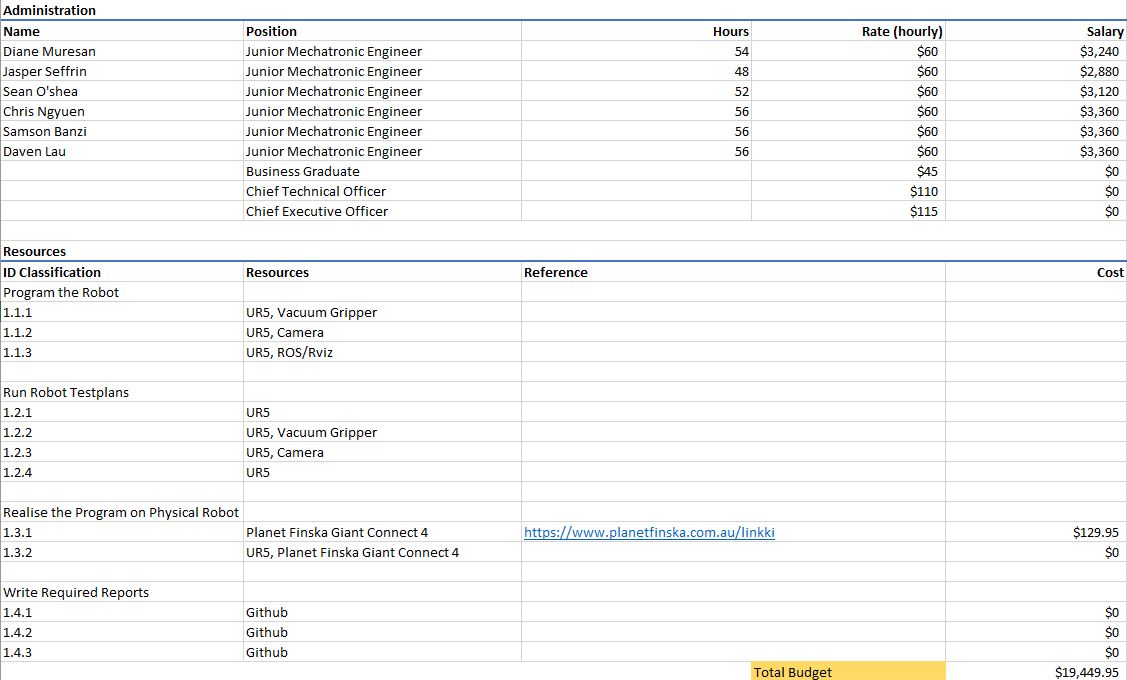 Administration
Name Position Hours Rate (hourly) Salary
Diane Muresan Junior Mechatronic Engineer 54 $60 $3,240
Jasper Seffrin Junior Mechatronic Engineer 48 $60 $2,880
Sean O'shea Junior Mechatronic Engineer 52 $60 $3,120
Chris Ngyuen Junior Mechatronic Engineer 56 $60 $3,360
Samson Banzi Junior Mechatronic Engineer 56 $60 $3,360
Daven Lau Junior Mechatronic Engineer 56 $60 $3,360
Business Graduate $45 $0
Chief Technical Officer $110 $0
Chief Executive Officer $115 $0
Resources
ID Classification Resources Reference Cost
Program the Robot
1.1.1 UR5, Vacuum Gripper
1.1.2 UR5, Camera
1.1.3 UR5, ROS/Rviz
Run Robot Testplans
1.2.1 UR5
1.2.2 UR5, Vacuum Gripper
1.2.3 UR5, Camera
1.2.4 UR5
Realise the Program on Physical Robot
1.3.1 Planet Finska Giant Connect 4 https://www.planetfinska.com.au/linkki $129.95
1.3.2 UR5, Planet Finska Giant Connect 4 $0
Write Required Reports
1.4.1 Github $0
1.4.2 Github $0
1.4.3 Github $0
Total Budget $19,449.95